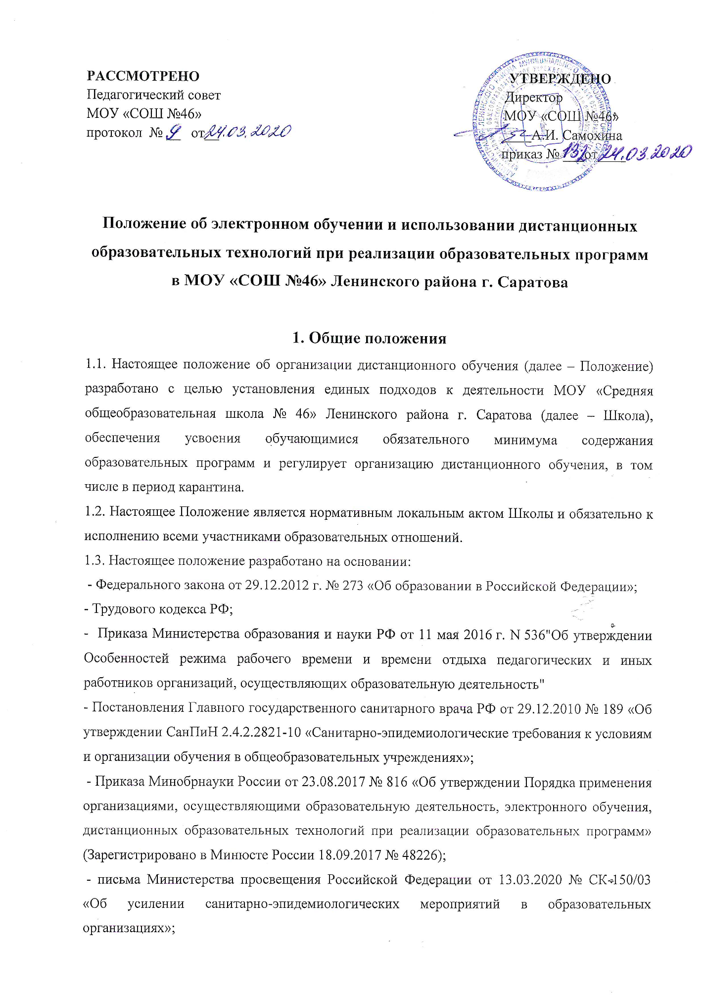 РАССМОТРЕНО
Педагогический совет
МОУ «СОШ №46»
протокол № 9 от 24.03.2020
УТВЕРЖДЕНО
Директор
МОУ «СОШ №46»
А.И. Самохина
приказ № 132 от 24.03.2020
Положение об электронном обучении и использовании дистанционных
образовательных технологий при реализации образовательных программ
в МОУ «СОШ №46» Ленинского района г. Саратова
1. Общие положения
1.1. Настоящее положение об организации дистанционного обучения (далее – Положение)
разработано с целью установления единых подходов к деятельности МОУ «Средняя
общеобразовательная школа № 46» Ленинского района г. Саратова (далее – Школа),
обеспечения усвоения обучающимися обязательного минимума содержания
образовательных программ и регулирует организацию дистанционного обучения, в том
числе в период карантина.
1.2. Настоящее Положение является нормативным локальным актом Школы и обязательно к
исполнению всеми участниками образовательных отношений.
1.3. Настоящее положение разработано на основании:
- Федерального закона от 29.12.2012 г. № 273 «Об образовании в Российской Федерации»;
- Трудового кодекса РФ;
- Приказа Министерства образования и науки РФ от 11 мая 2016 г. N 536"Об утверждении
Особенностей режима рабочего времени и времени отдыха педагогических и иных
работников организаций, осуществляющих образовательную деятельность"
- Постановления Главного государственного санитарного врача РФ от 29.12.2010 № 189 «Об
утверждении СанПиН 2.4.2.2821-10 «Санитарно-эпидемиологические требования к условиям
и организации обучения в общеобразовательных учреждениях»;
- Приказа Минобрнауки России от 23.08.2017 № 816 «Об утверждении Порядка применения
организациями, осуществляющими образовательную деятельность, электронного обучения,
дистанционных образовательных технологий при реализации образовательных программ»
(Зарегистрировано в Минюсте России 18.09.2017 № 48226);
- письма Министерства просвещения Российской Федерации от 13.03.2020 № СК-150/03
«Об усилении санитарно-эпидемиологических мероприятий в образовательных
организациях»;